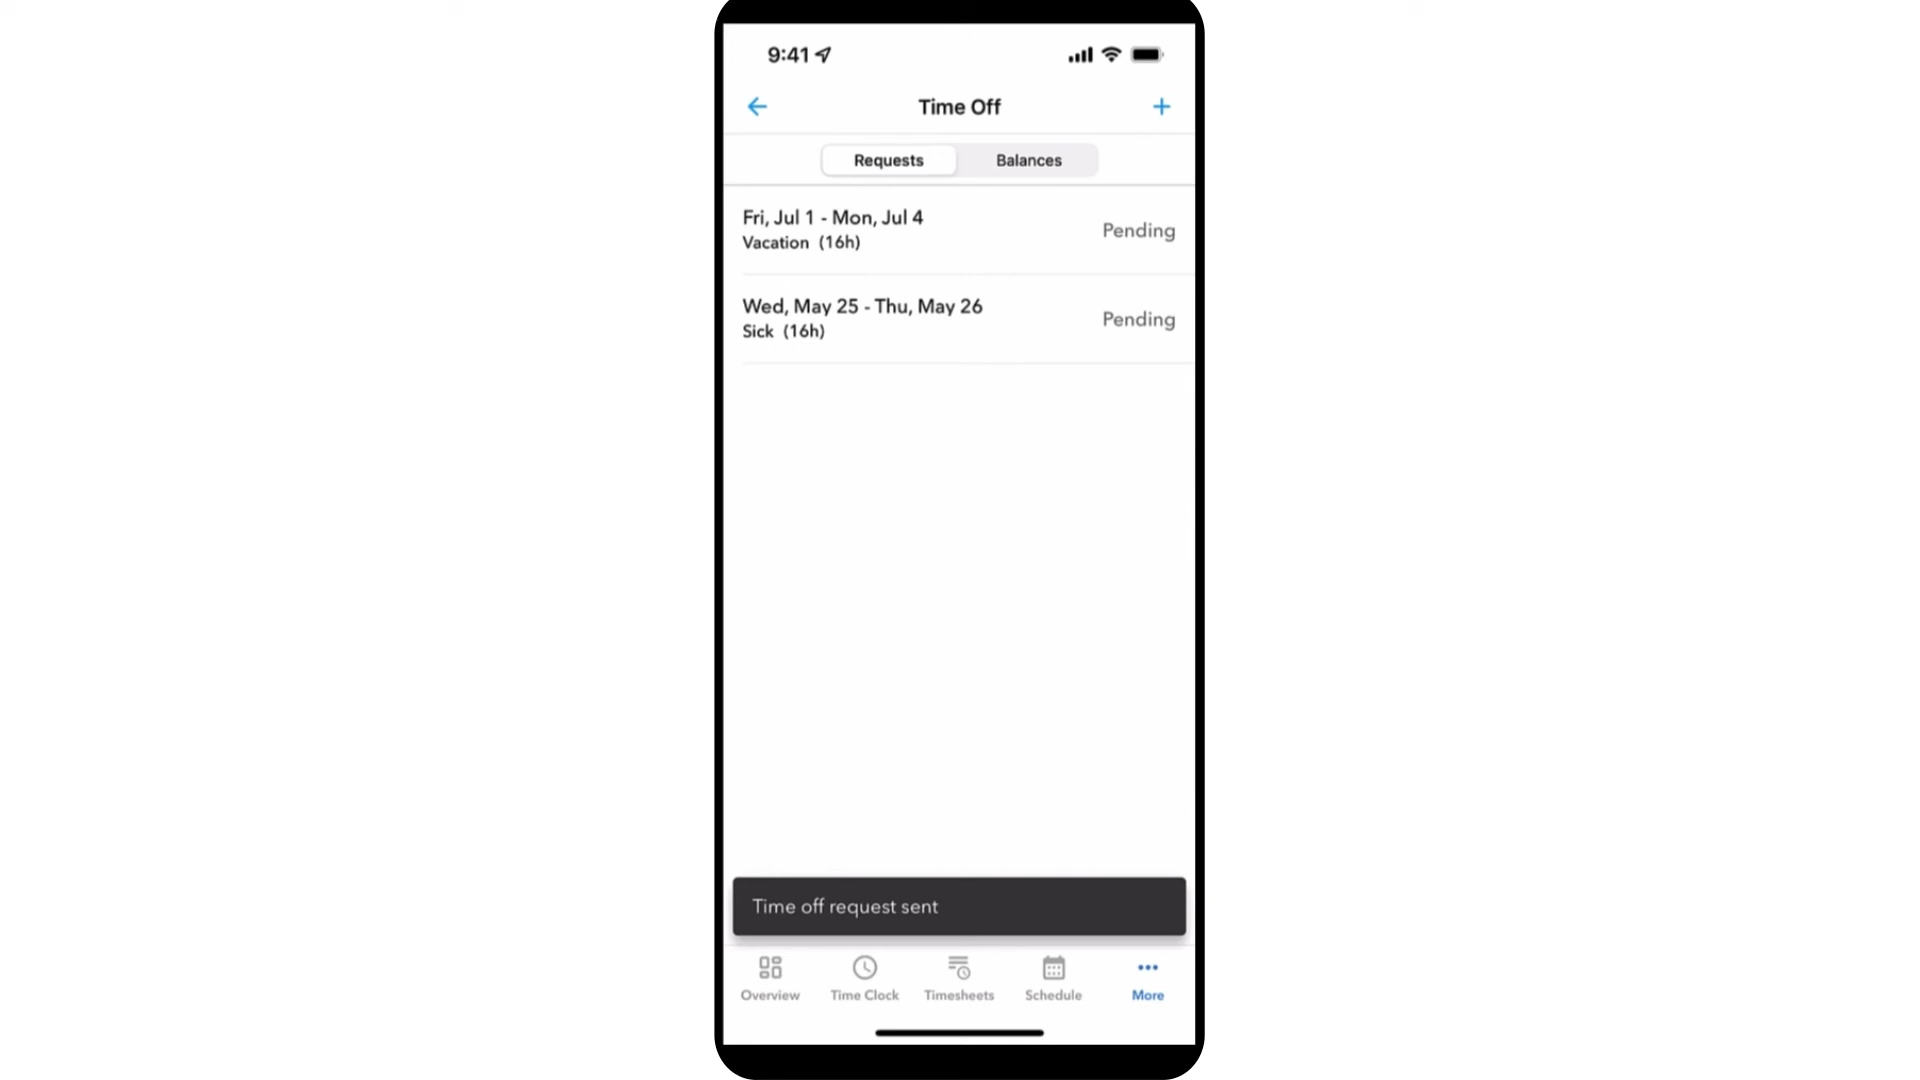 9:41
Time Off
Requests Balances
Fri, Jul 1 - Mon, Jul 4
Vacation (16h)
Pending
Wed, May 25 - Thu, May 26
Sick (16h)
Pending
Time off request sent
Overview Time Clock Timesheets Schedule More